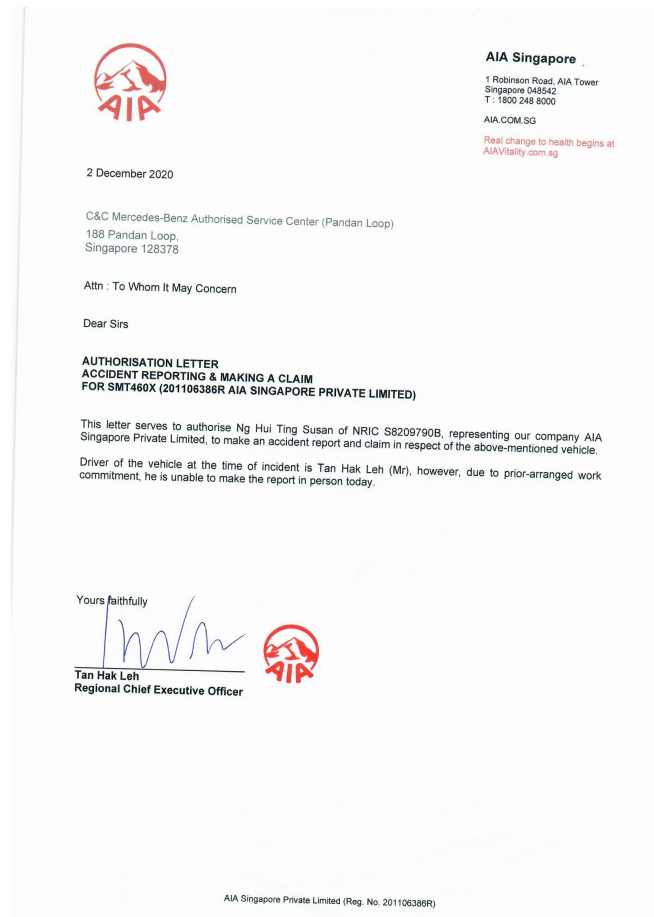 AIA
AIA Singapore
1 Robinson Road, AIA Tower
Singapore 048542
T : 1800 248 8000
AIA.COM.SG
Real change to health begins at
AIAVitality.com.sg
2 December 2020
C&C Mercedes-Benz Authorised Service Center (Pandan Loop)
188 Pandan Loop,
Singapore 128378
Attn : To Whom It May Concern
Dear Sirs
AUTHORISATION LETTER
ACCIDENT REPORTING & MAKING A CLAIM
FOR SMT460X (201106386R AIA SINGAPORE PRIVATE LIMITED)
This letter serves to authorise Ng Hui Ting Susan of NRIC S8209790B, representing our company AIA
Singapore Private Limited, to make an accident report and claim in respect of the above-mentioned vehicle.
Driver of the vehicle at the time of incident is Tan Hak Leh (Mr), however, due to prior-arranged work
commitment, he is unable to make the report in person today.
Yours faithfully
AIA
Tan Hak Leh
Regional Chief Executive Officer
AIA Singapore Private Limited (Reg. No. 201106386R)